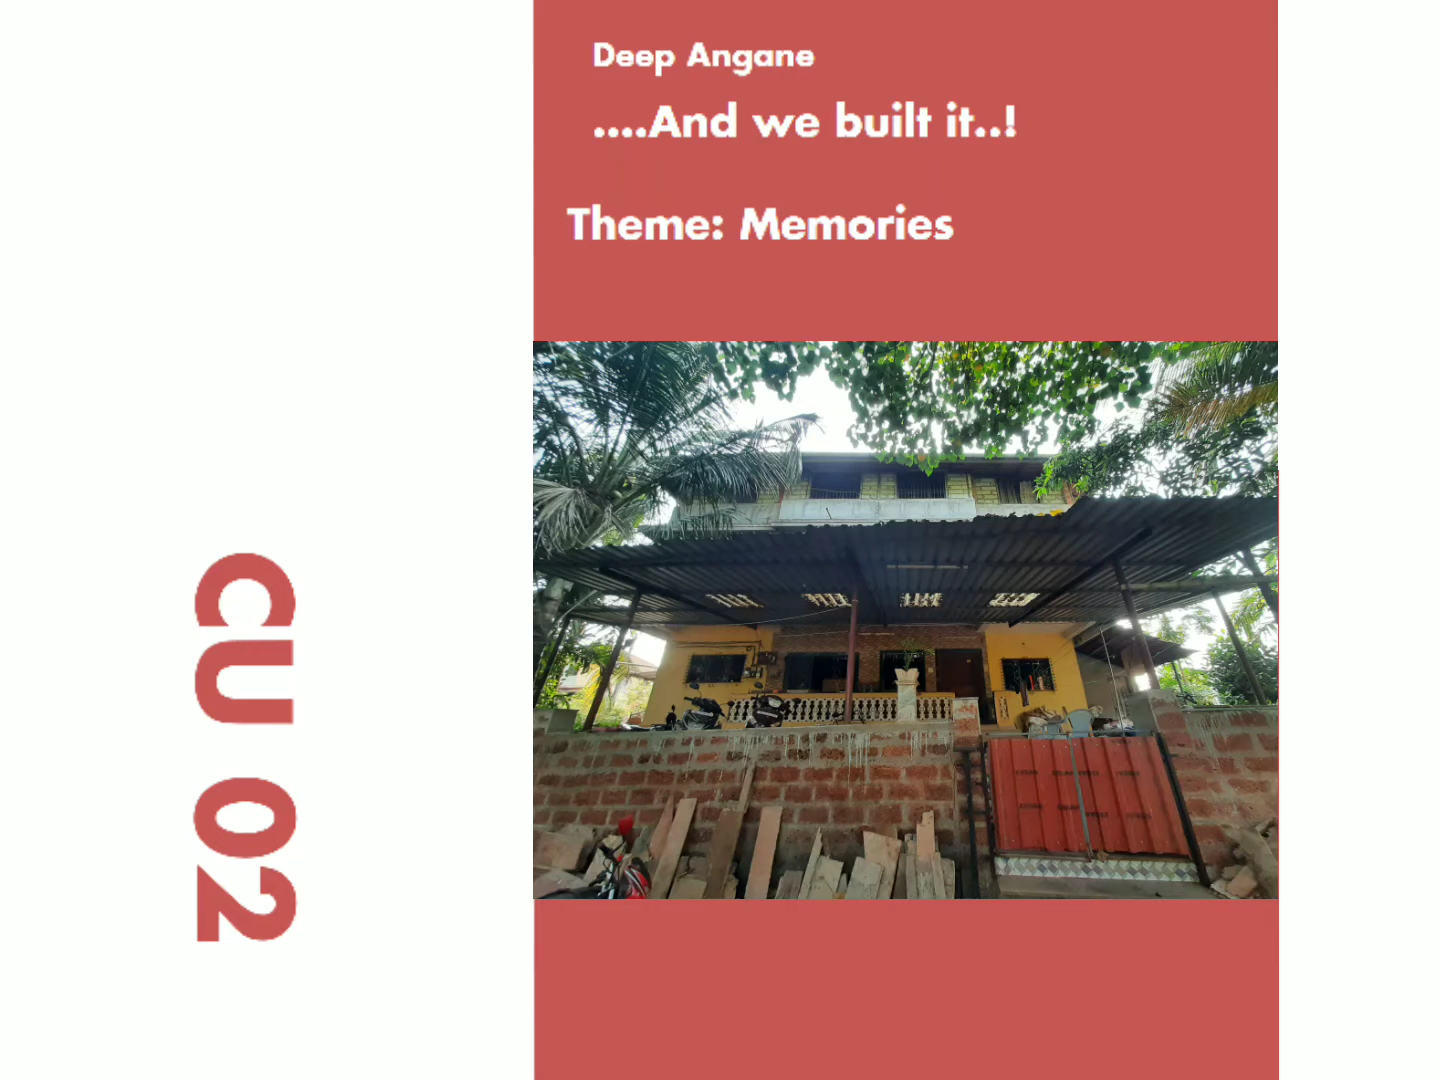 Deep Angane
....And we built it..!
Theme: Memories
CU 02